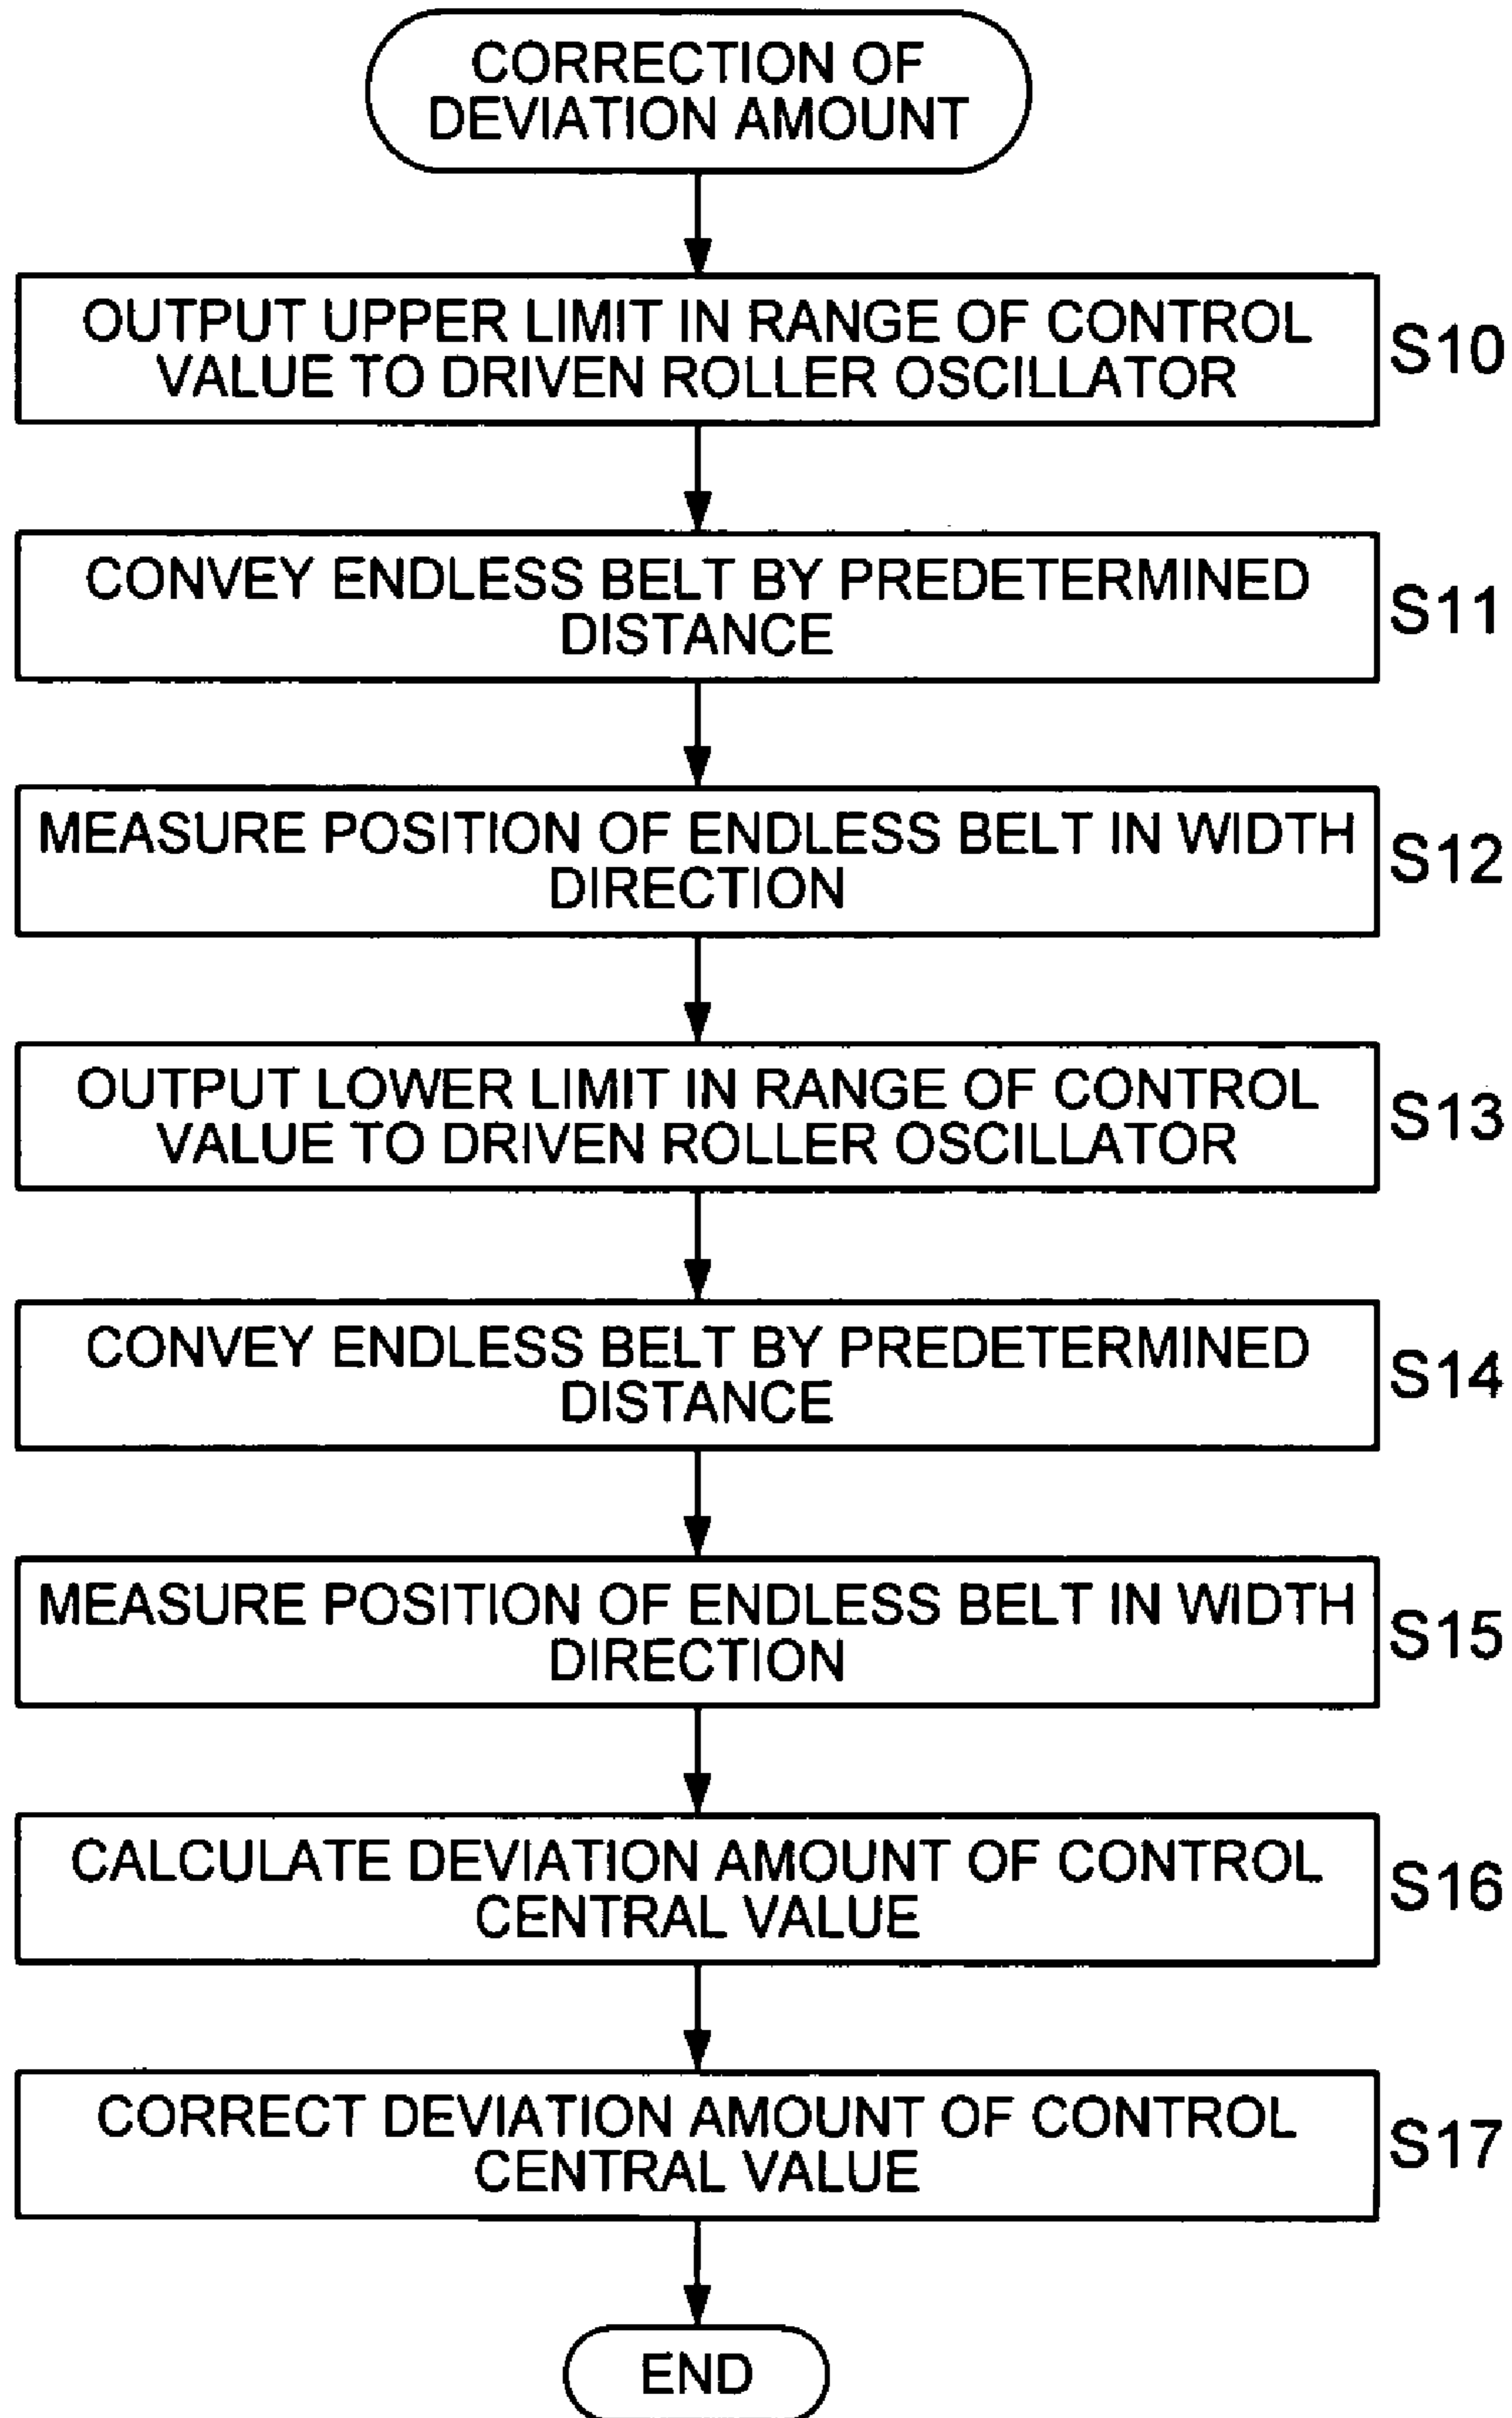 CORRECTION OF
DEVIATION AMOUNT
OUTPUT UPPER LIMIT IN RANGE OF CONTROL
VALUE TO DRIVEN ROLLER OSCILLATOR
S10
CONVEY ENDLESS BELT BY PREDETERMINED
DISTANCE
S11
MEASURE POSITION OF ENDLESS BELT IN WIDTH
DIRECTION
S12
OUTPUT LOWER LIMIT IN RANGE OF CONTROL
VALUE TO DRIVEN ROLLER OSCILLATOR
S13
CONVEY ENDLESS BELT BY PREDETERMINED
DISTANCE
S14
MEASURE POSITION OF ENDLESS BELT IN WIDTH
DIRECTION
S15
CALCULATE DEVIATION AMOUNT OF CONTROL
CENTRAL VALUE
S16
CORRECT DEVIATION AMOUNT OF CONTROL
CENTRAL VALUE
S17
END